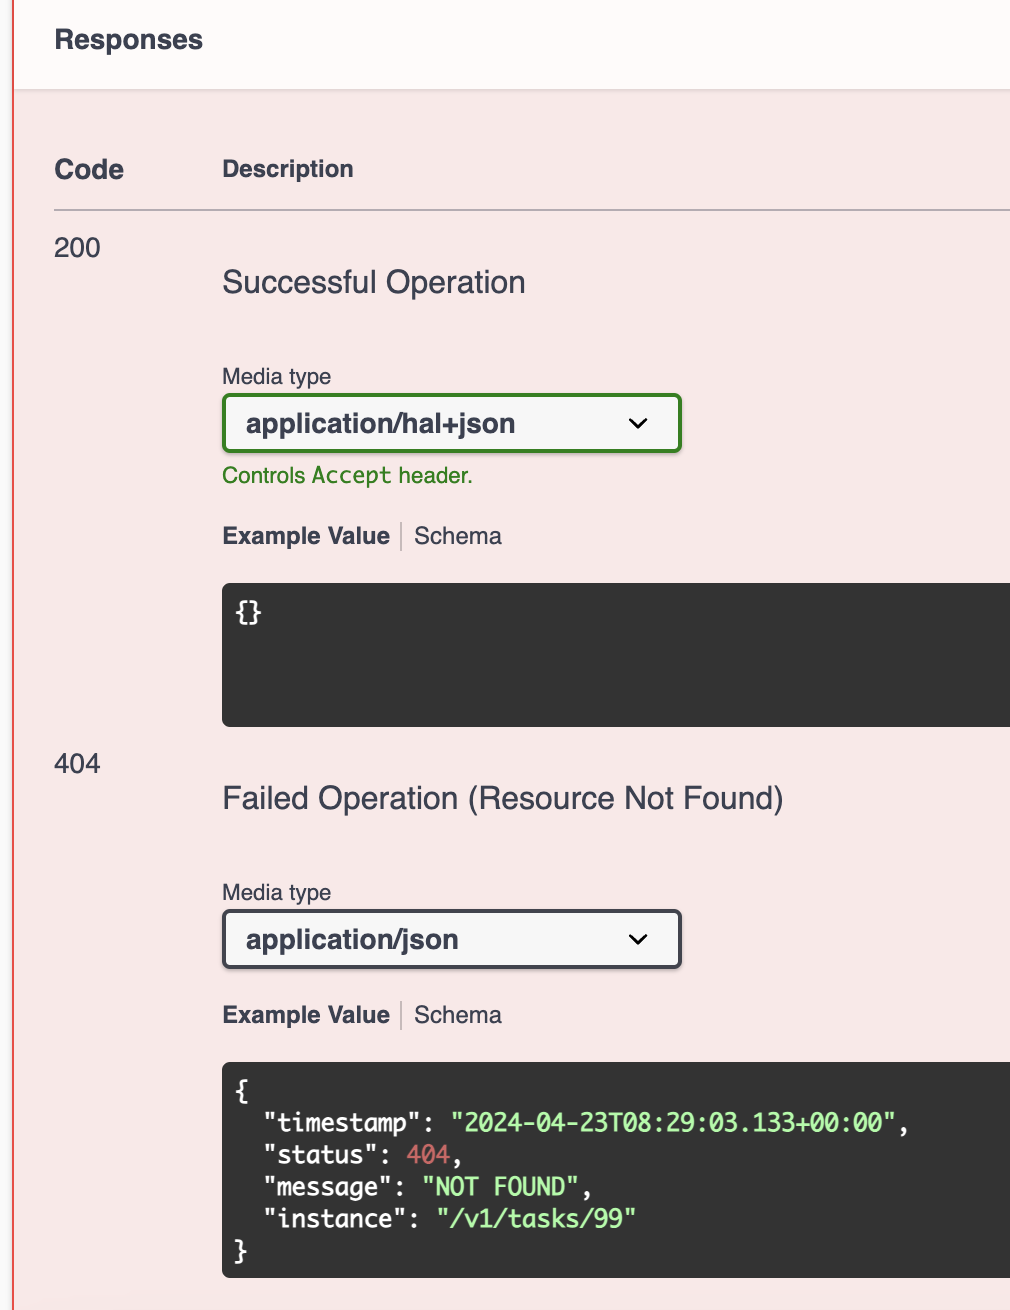 Responses
Code Description
200
Successful Operation
Media type
application/hal+json
Controls Accept header.
Example Value Schema
{}
404
Failed Operation (Resource Not Found)
Media type
application/json
Example Value Schema
{
"timestamp": "2024-04-23T08:29:03.133+00:00",
"status": 404,
"message": "NOT FOUND",
"instance": "/v1/tasks/99"
}